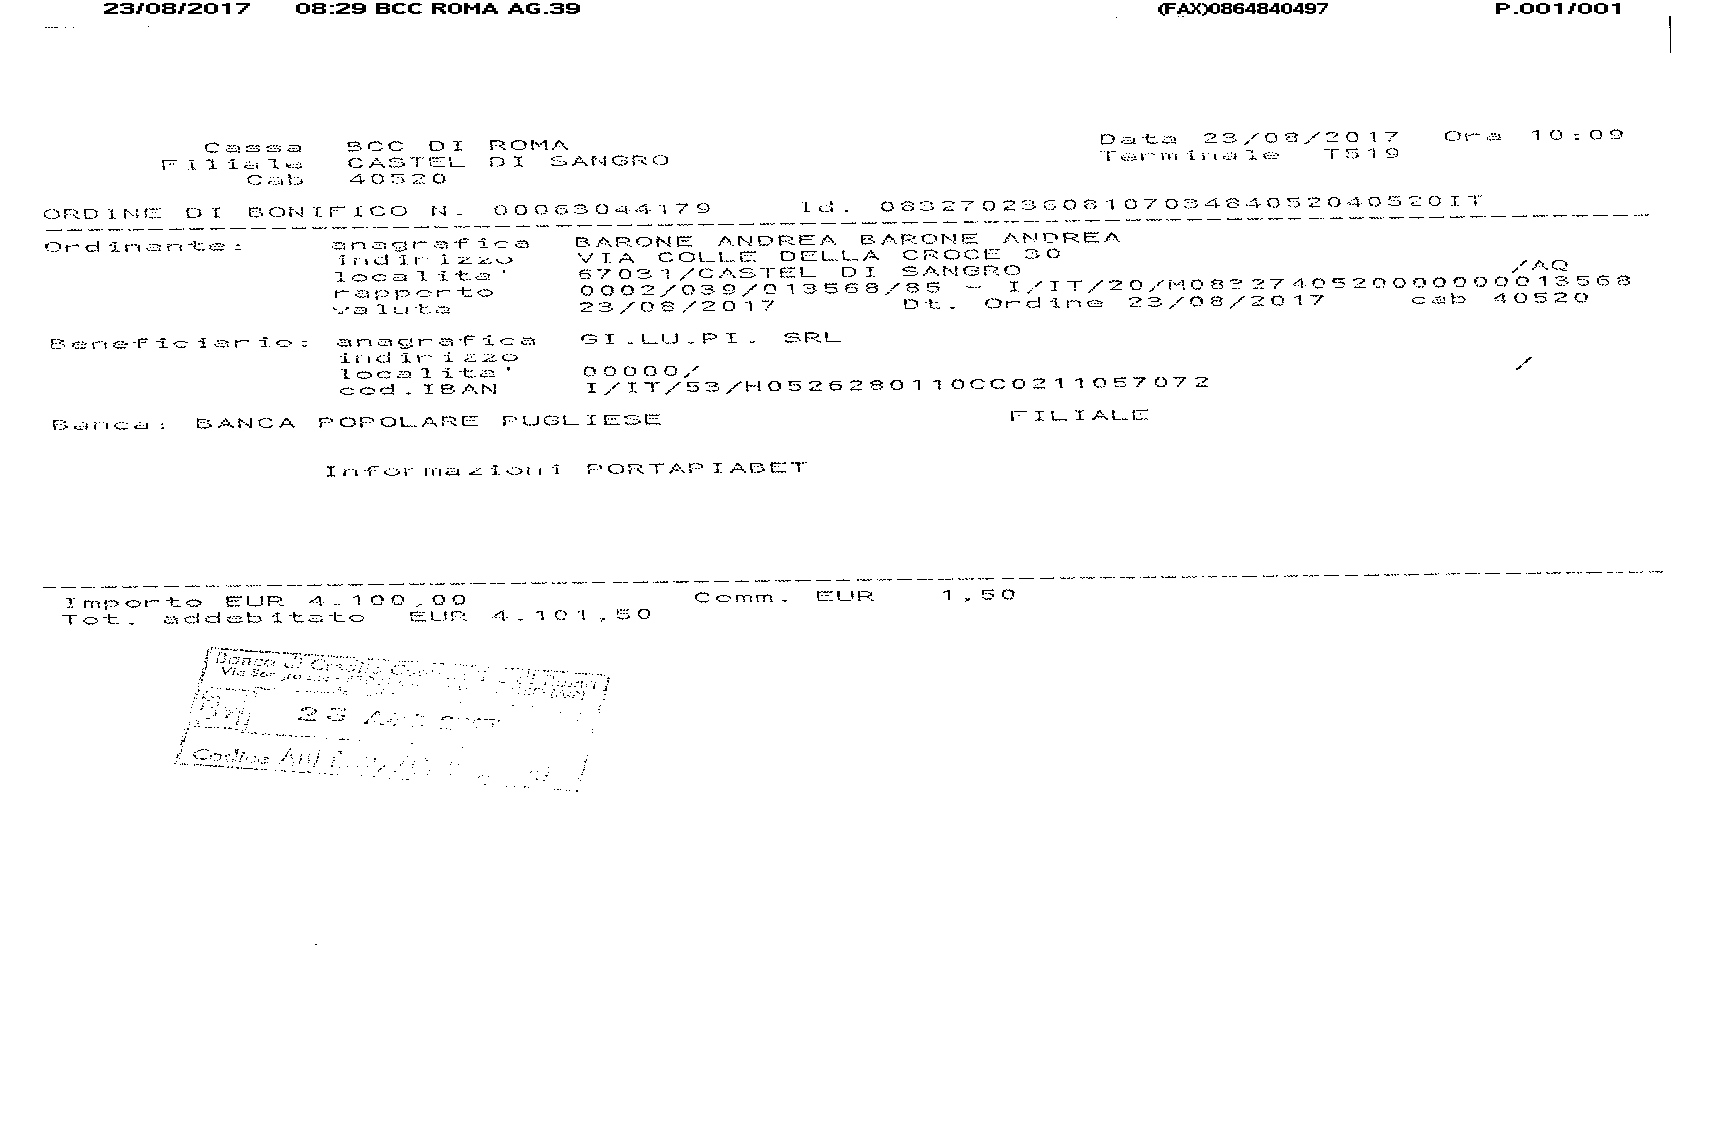 23/08/2017 08:29 BCC ROMA AG.39 (FAX)0864840497 P.001/001
Cassa BCC DI ROMA Data 23/08/2017 Ora 10:09
Filiale CASTEL DI SANGRO Terminale T519
Cab 40520
ORDINE DI BONIFICO N. 00063044179 Id. 0832702360810703484052040520IT
Ordinante: anagrafica BARONE ANDREA BARONE ANDREA
indirizzo VIA COLLE DELLA CROCE 30
localita' 67031/CASTEL DI SANGRO /AQ
rapporto 0002/039/013568/85 - I/IT/20/M0832740520000000013568
valuta 23/08/2017 Dt. Ordine 23/08/2017 cab 40520
Beneficiario: anagrafica GI.LU.PI. SRL
indirizzo
localita' 00000/ /
cod.IBAN I/IT/53/H0526280110CC0211057072
Banca: BANCA POPOLARE PUGLIESE FILIALE
Informazioni PORTAPIABET
Importo EUR 4.100,00 Comm. EUR 1,50
Tot. addebitato EUR 4.101,50
Banca di
Via
23
Codice